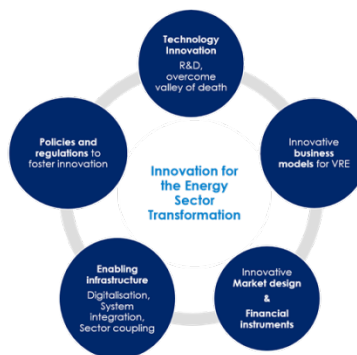 Technology
Innovation
R&D,
overcome
valley of death
Policies and
regulations to
foster innovation
Innovative
business
models for VRE
Innovation for
the Energy
Sector
Transformation
Enabling
infrastructure
Digitalisation,
System
Integration,
Sector coupling
Innovative
Market design
&
Financial
instruments